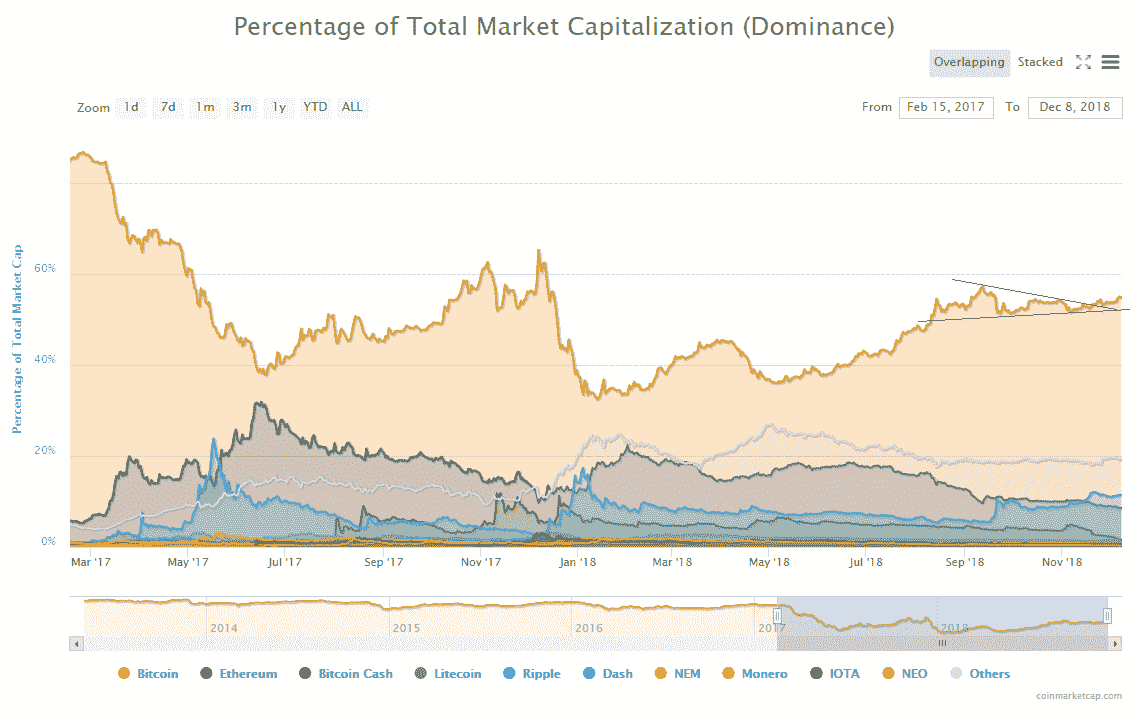 Percentage of Total Market Capitalization (Dominance)
Overlapping Stacked
Zoom 1d 7d 1m 3m 1y YTD ALL From Feb 15, 2017 To Dec 8, 2018
Percentage of Total Market Cap
60%
40%
20%
0%
Mar '17 May '17 Jul '17 Sep '17 Nov '17 Jan '18 Mar '18 May '18 Jul '18 Sep '18 Nov '18
2014 2015 2016 2017 2018
Bitcoin Ethereum Bitcoin Cash Litecoin Ripple Dash NEM Monero IOTA NEO Others
coinmarketcap.com